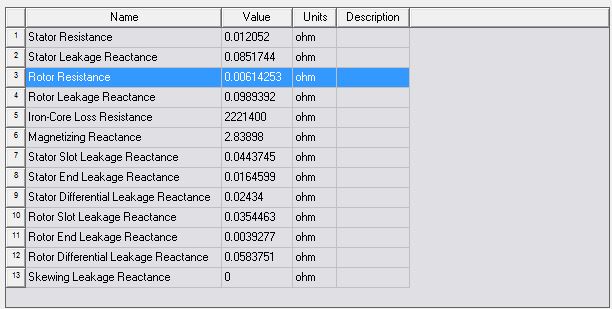 Name Value Units Description
1 Stator Resistance 0.012052 ohm
2 Stator Leakage Reactance 0.0851744 ohm
3 Rotor Resistance 0.00614253 ohm
4 Rotor Leakage Reactance 0.0989392 ohm
5 Iron-Core Loss Resistance 2221400 ohm
6 Magnetizing Reactance 2.83898 ohm
7 Stator Slot Leakage Reactance 0.0443745 ohm
8 Stator End Leakage Reactance 0.0164599 ohm
9 Stator Differential Leakage Reactance 0.02434 ohm
10 Rotor Slot Leakage Reactance 0.0354463 ohm
11 Rotor End Leakage Reactance 0.0039277 ohm
12 Rotor Differential Leakage Reactance 0.0583751 ohm
13 Skewing Leakage Reactance 0 ohm